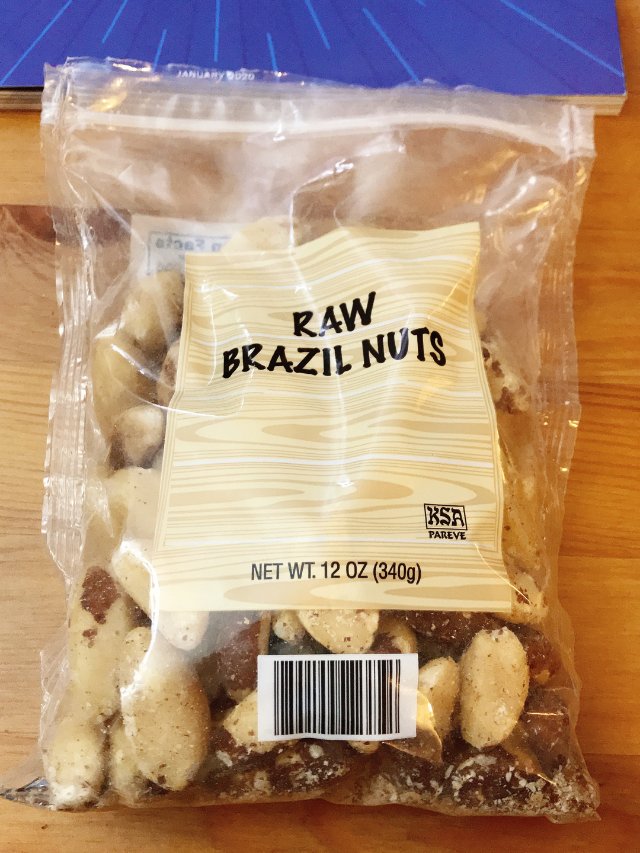 JANUARY 2020
RAW
BRAZIL NUTS
KSA
PAREVE
NET WT. 12 OZ (340g)